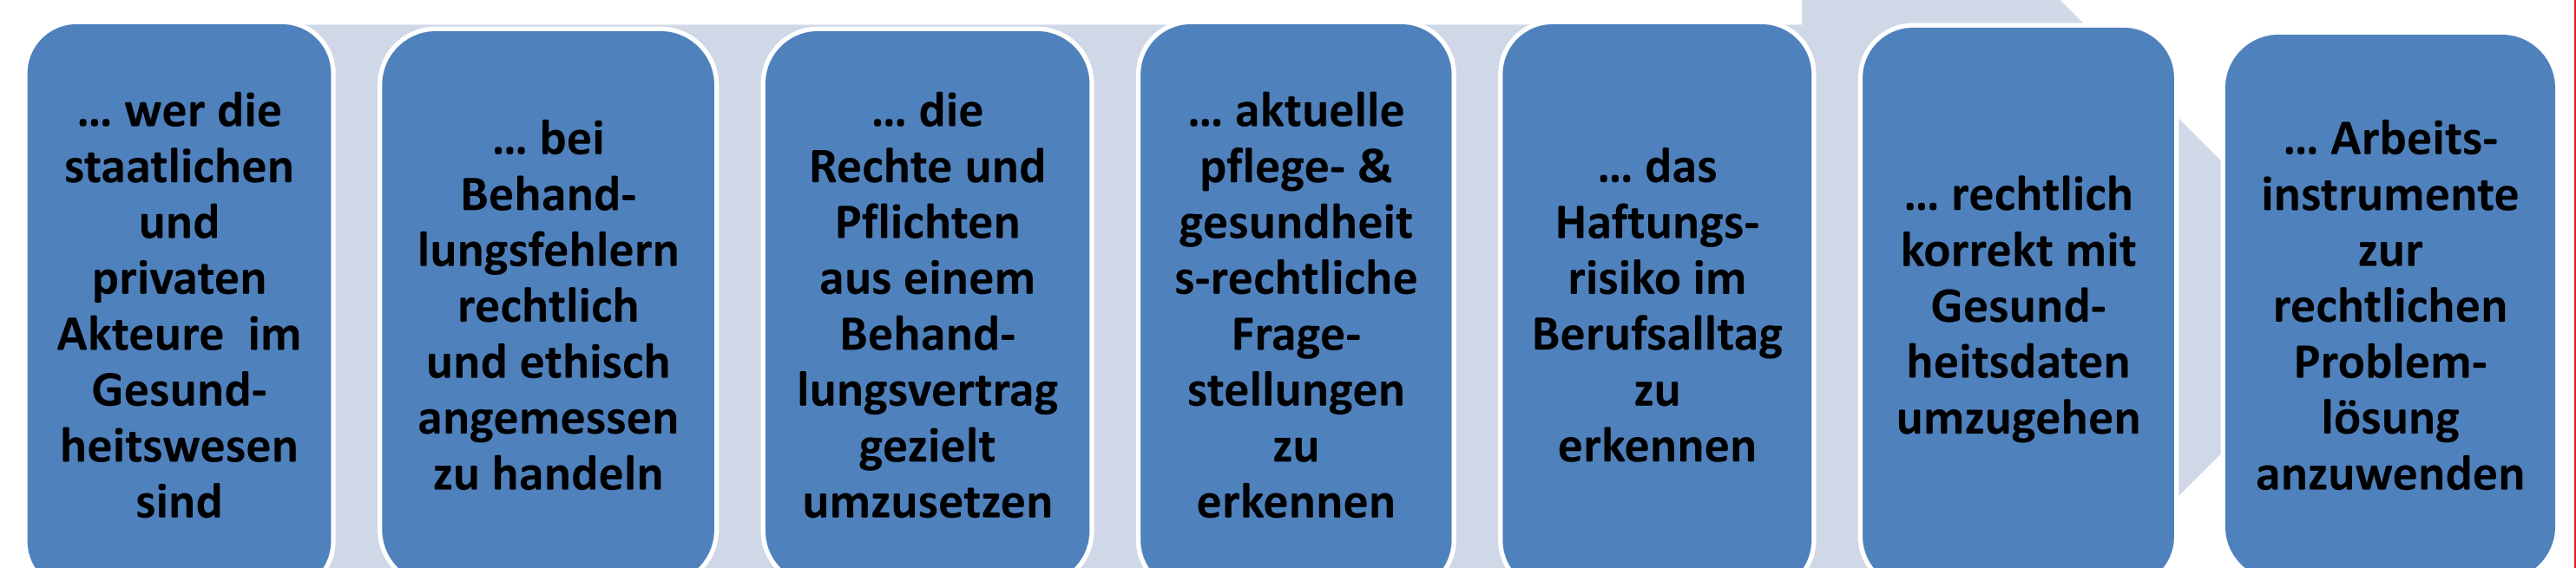 ... wer die
staatlichen
und
privaten
Akteure  im
Gesund-
heitswesen
sind
... bei
Behand-
lungsfehlern
rechtlich
und ethisch
angemessen
zu handeln
... die
Rechte und
Pflichten
aus einem
Behand-
lungsvertrag
gezielt
umzusetzen
... aktuelle
pflege- &
gesundheit
s-rechtliche
Frage-
stellungen
zu
erkennen
... das
Haftungs-
risiko im
Berufsalltag
zu
erkennen
... rechtlich
korrekt mit
Gesund-
heitsdaten
umzugehen
... Arbeits-
instrumente
zur
rechtlichen
Problem-
lösung
anzuwenden